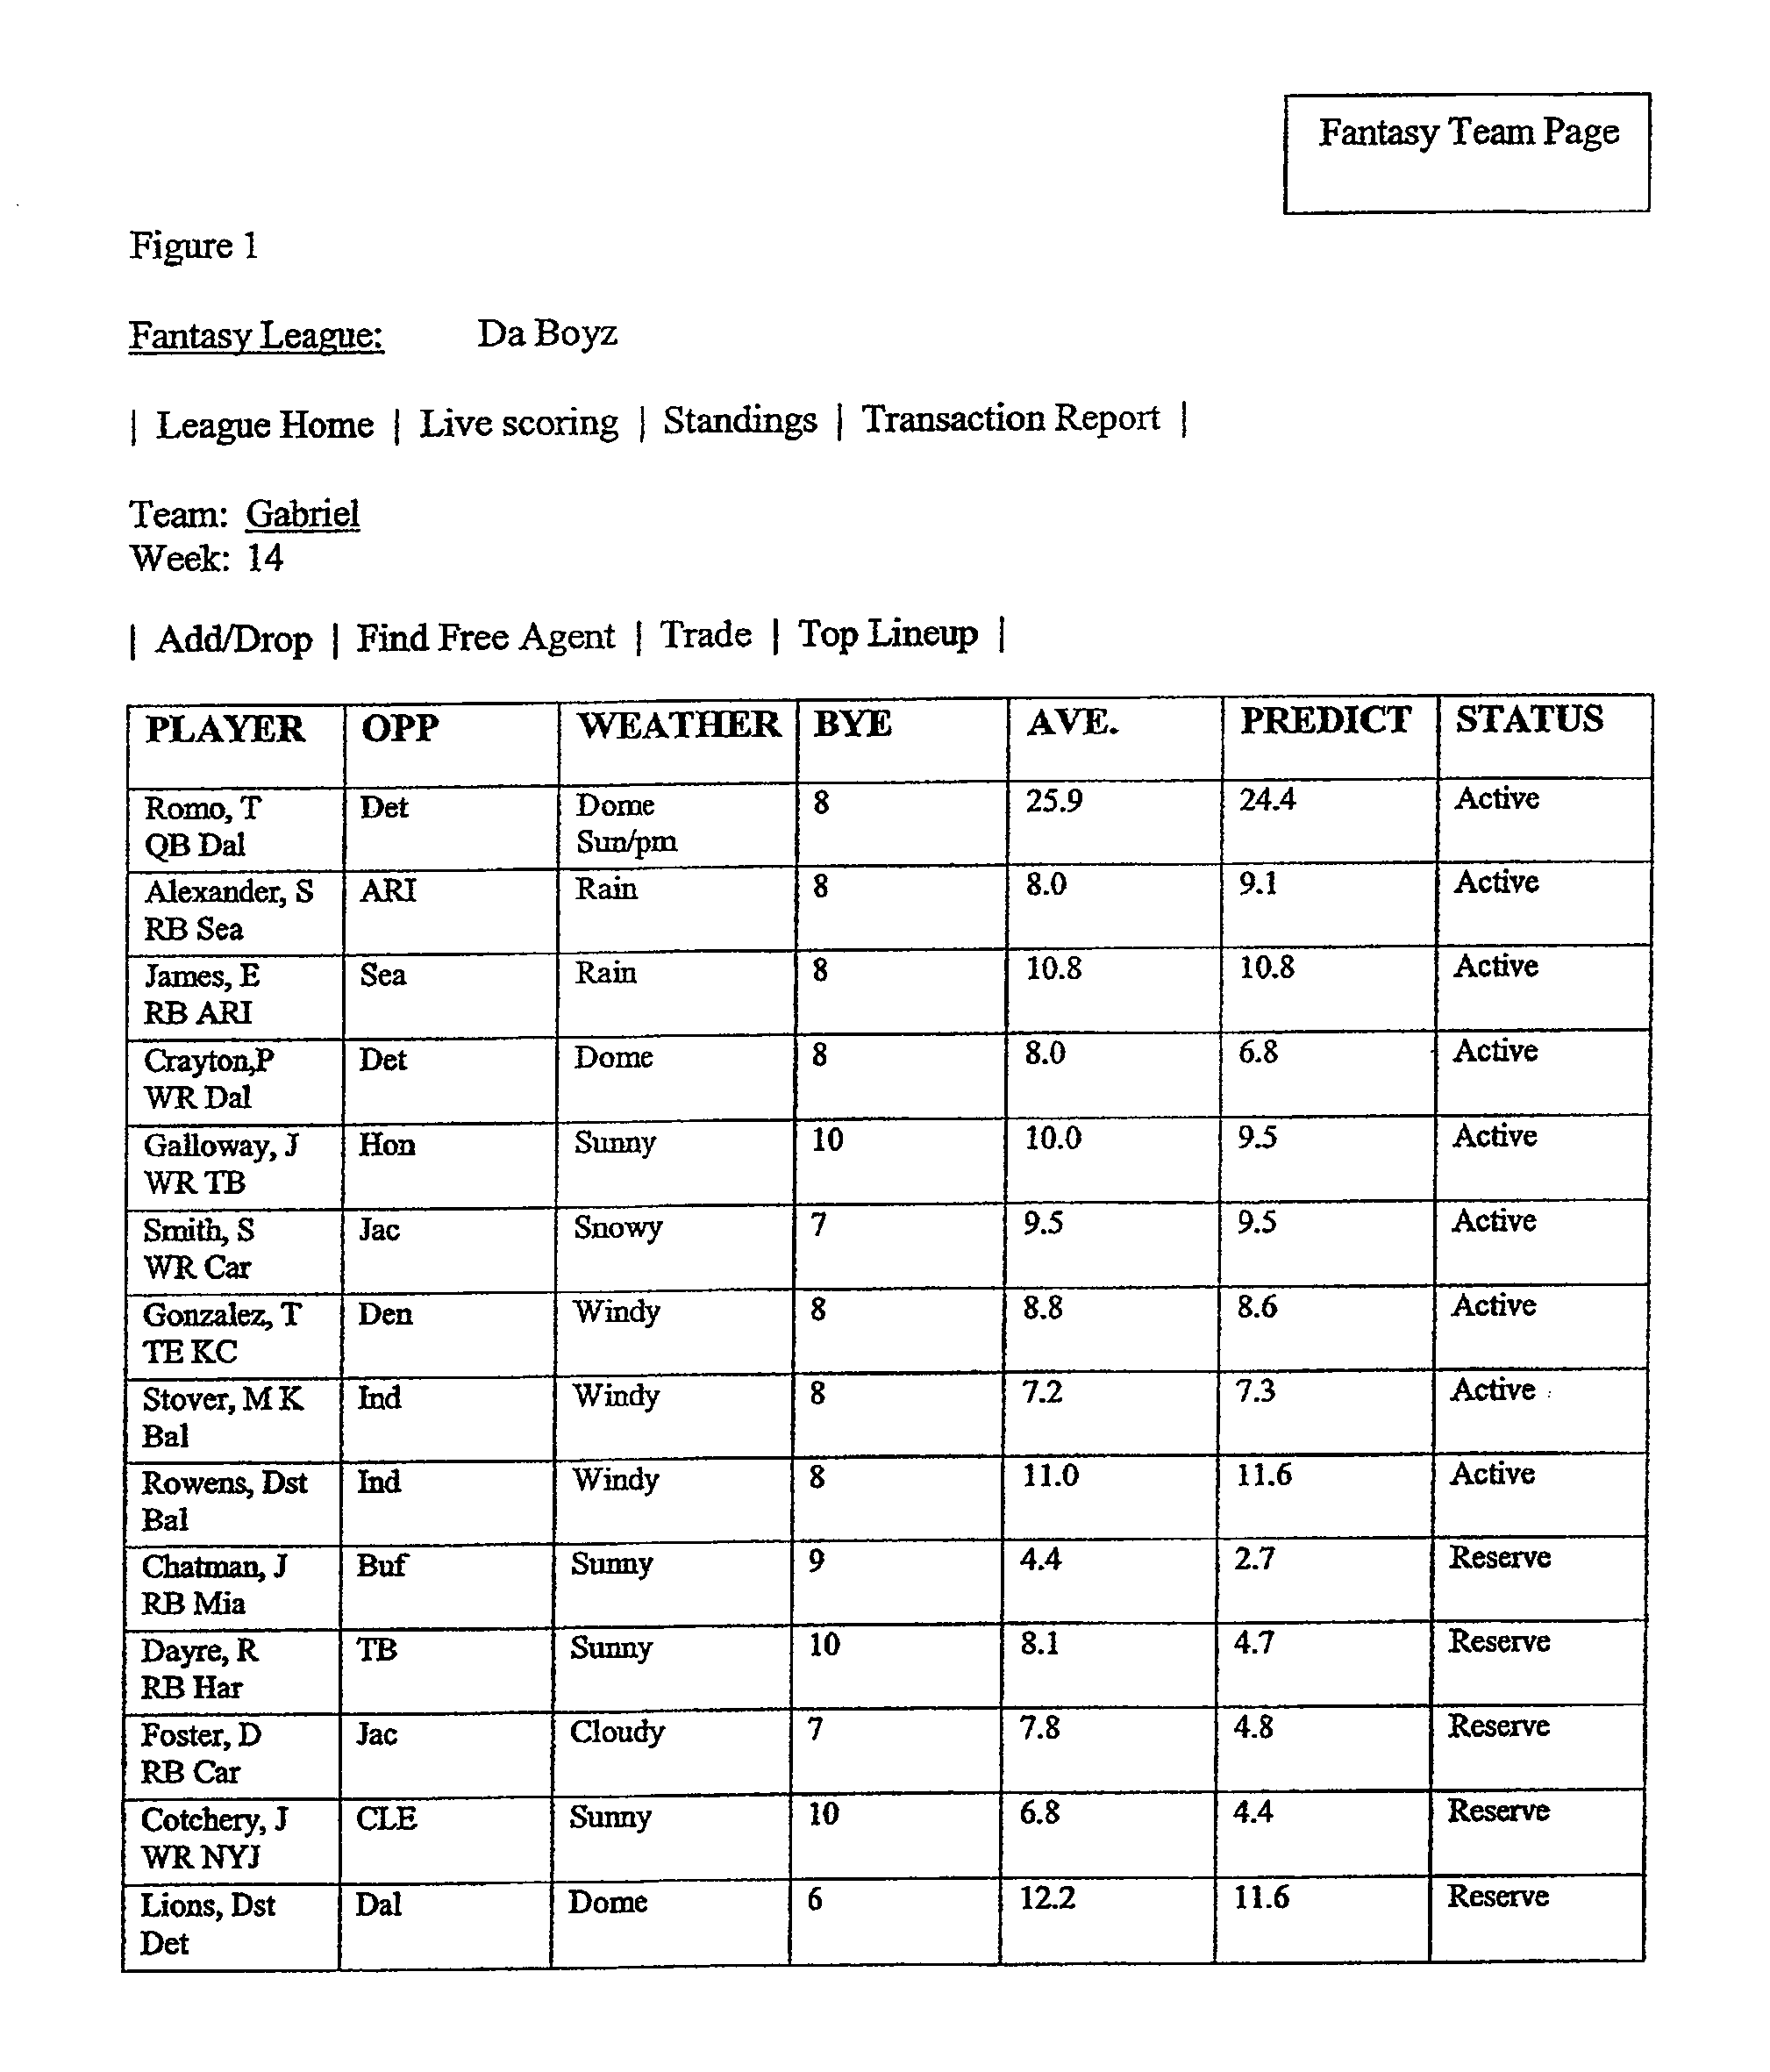 Fantasy Team Page
Figure 1
Fantasy League: Da Boyz
| League Home | Live scoring | Standings | Transaction Report |
Team: Gabriel
Week: 14
| Add/Drop | Find Free Agent | Trade | Top Lineup |
PLAYER OPP WEATHER BYE AVE. PREDICT STATUS
Romo, T Det Dome 8 25.9 24.4 Active
QB Dal Sun/pm
Alexander, S ARI Rain 8 8.0 9.1 Active
RB Sea
James, E Sea Rain 8 10.8 10.8 Active
RB ARI
Crayton,P Det Dome 8 8.0 6.8 Active
WR Dal
Galloway, J Hon Sunny 10 10.0 9.5 Active
WR TB
Smith, S Jac Snowy 7 9.5 9.5 Active
WR Car
Gonzalez, T Den Windy 8 8.8 8.6 Active
TE KC
Stover, M K Ind Windy 8 7.2 7.3 Active
Bal
Rowens, Dst Ind Windy 8 11.0 11.6 Active
Bal
Chatman, J Buf Sunny 9 4.4 2.7 Reserve
RB Mia
Dayre, R TB Sunny 10 8.1 4.7 Reserve
RB Har
Foster, D Jac Cloudy 7 7.8 4.8 Reserve
RB Car
Cotchery, J CLE Sunny 10 6.8 4.4 Reserve
WR NYJ
Lions, Dst Dal Dome 6 12.2 11.6 Reserve
Det